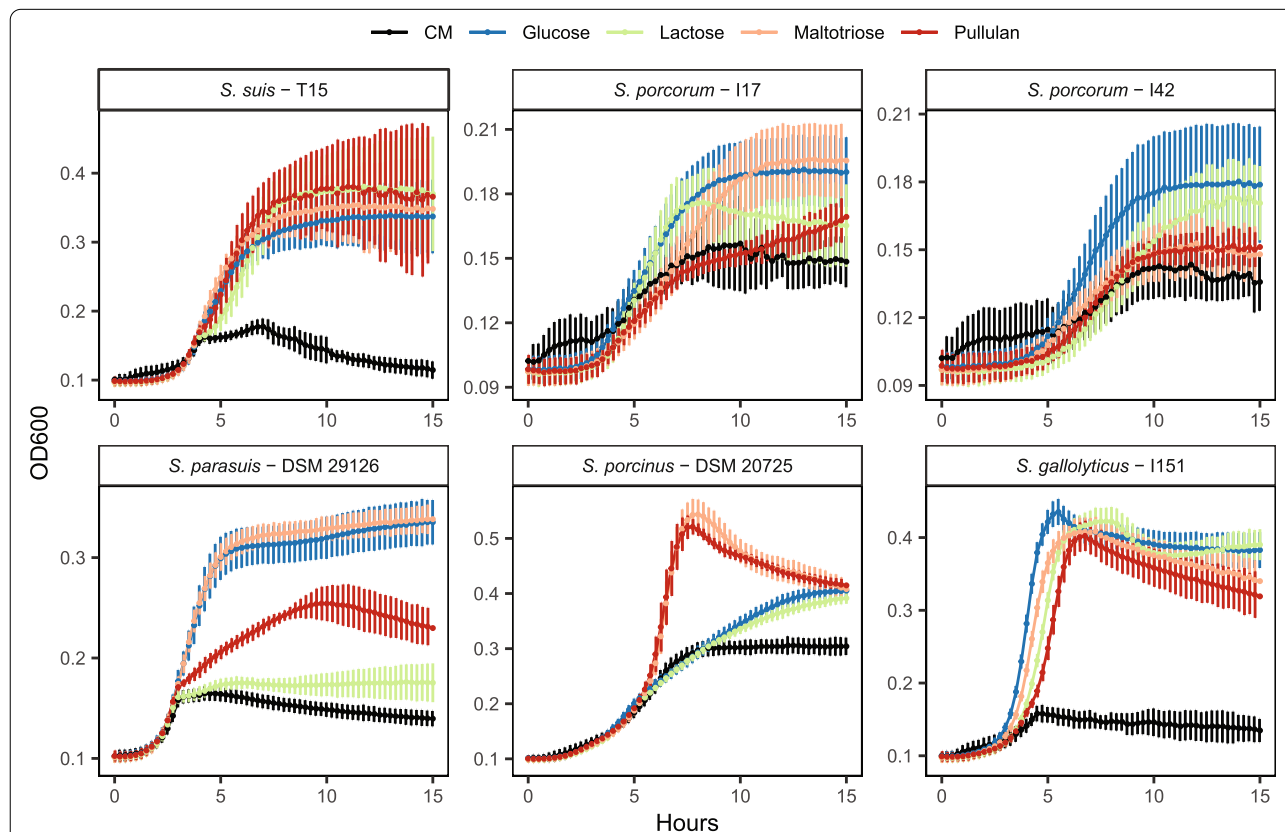 CM Glucose Lactose Maltotriose Pullulan
S. suis − T15 S. porcorum − I17 S. porcorum − I42
0.4 0.3 0.2 0.1
0 5 10 15
0.21 0.18 0.15 0.12 0.09
0 5 10 15
0.21 0.18 0.15 0.12 0.09
0 5 10 15
OD600
S. parasuis − DSM 29126 S. porcinus − DSM 20725 S. gallolyticus − I151
0.3 0.2 0.1
0 5 10 15
0.5 0.4 0.3 0.2 0.1
0 5 10 15
0.4 0.3 0.2 0.1
0 5 10 15
Hours